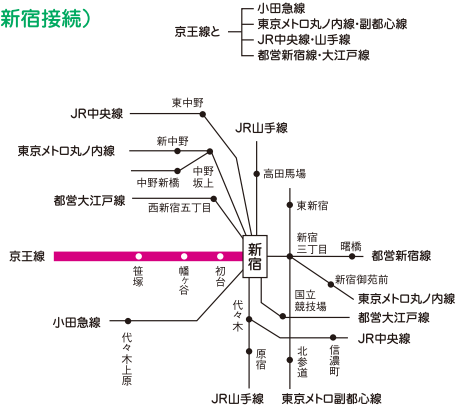 新宿接続）
京王線と
小田急線
東京メトロ丸ノ内線・副都心線
JR中央線・山手線
都営新宿線・大江戸線
JR中央線
東中野
JR山手線
東京メトロ丸ノ内線
新中野
中野新橋
中野
坂上
高田馬場
都営大江戸線
西新宿五丁目
東新宿
京王線
笹塚
幡ヶ谷
初台
新宿
新宿
三丁目
曙橋
都営新宿線
新宿御苑前
東京メトロ丸ノ内線
国立
競技場
都営大江戸線
小田急線
代々木上原
代々木
JR中央線
原宿
北参道
信濃町
JR山手線
東京メトロ副都心線